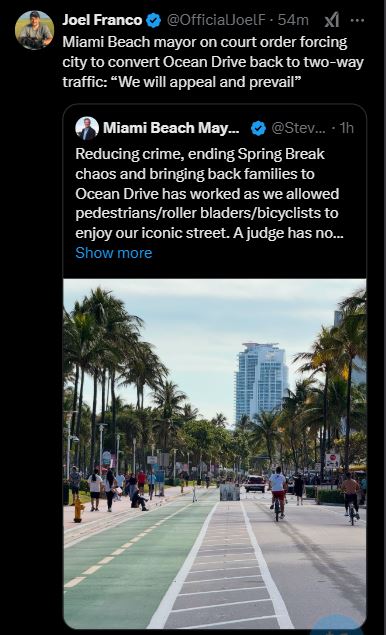 Joel Franco @OfficialJoelF · 54m
Miami Beach mayor on court order forcing
city to convert Ocean Drive back to two-way
traffic: “We will appeal and prevail”
Miami Beach May... @Stev... · 1h
Reducing crime, ending Spring Break
chaos and bringing back families to
Ocean Drive has worked as we allowed
pedestrians/roller bladers/bicyclists to
enjoy our iconic street. A judge has no...
Show more